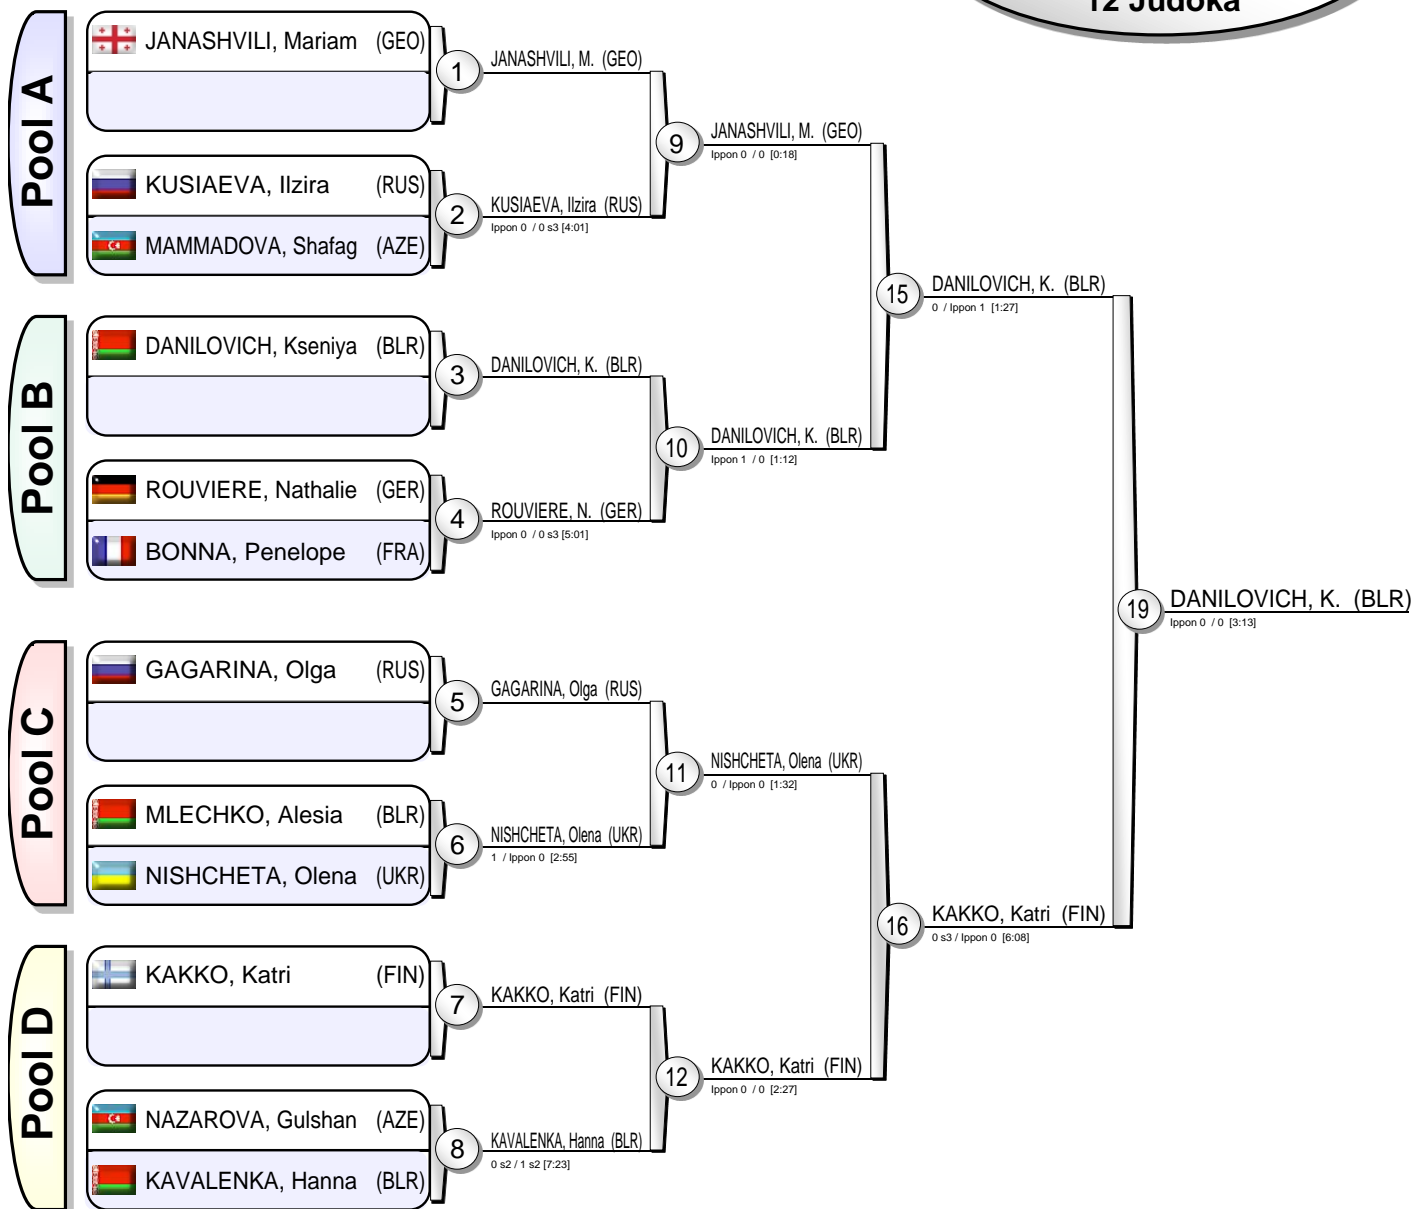 12 Judoka
Pool A
JANASHVILI, Mariam (GEO)
KUSIAEVA, Ilzira (RUS)
MAMMADOVA, Shafag (AZE)
1
JANASHVILI, M. (GEO)
2
KUSIAEVA, Ilzira (RUS)
Ippon 0 / 0 s3 [4:01]
9
JANASHVILI, M. (GEO)
Ippon 0 / 0 [0:18]
Pool B
DANILOVICH, Kseniya (BLR)
ROUVIERE, Nathalie (GER)
BONNA, Penelope (FRA)
3
DANILOVICH, K. (BLR)
4
ROUVIERE, N. (GER)
Ippon 0 / 0 s3 [5:01]
10
DANILOVICH, K. (BLR)
Ippon 1 / 0 [1:12]
15
DANILOVICH, K. (BLR)
0 / Ippon 1 [1:27]
Pool C
GAGARINA, Olga (RUS)
MLECHKO, Alesia (BLR)
NISHCHETA, Olena (UKR)
5
GAGARINA, Olga (RUS)
6
NISHCHETA, Olena (UKR)
1 / Ippon 0 [2:55]
11
NISHCHETA, Olena (UKR)
0 / Ippon 0 [1:32]
Pool D
KAKKO, Katri (FIN)
NAZAROVA, Gulshan (AZE)
KAVALENKA, Hanna (BLR)
7
KAKKO, Katri (FIN)
8
KAVALENKA, Hanna (BLR)
0 s2 / 1 s2 [7:23]
12
KAKKO, Katri (FIN)
Ippon 0 / 0 [2:27]
16
KAKKO, Katri (FIN)
0 s3 / Ippon 0 [6:08]
19
DANILOVICH, K. (BLR)
Ippon 0 / 0 [3:13]